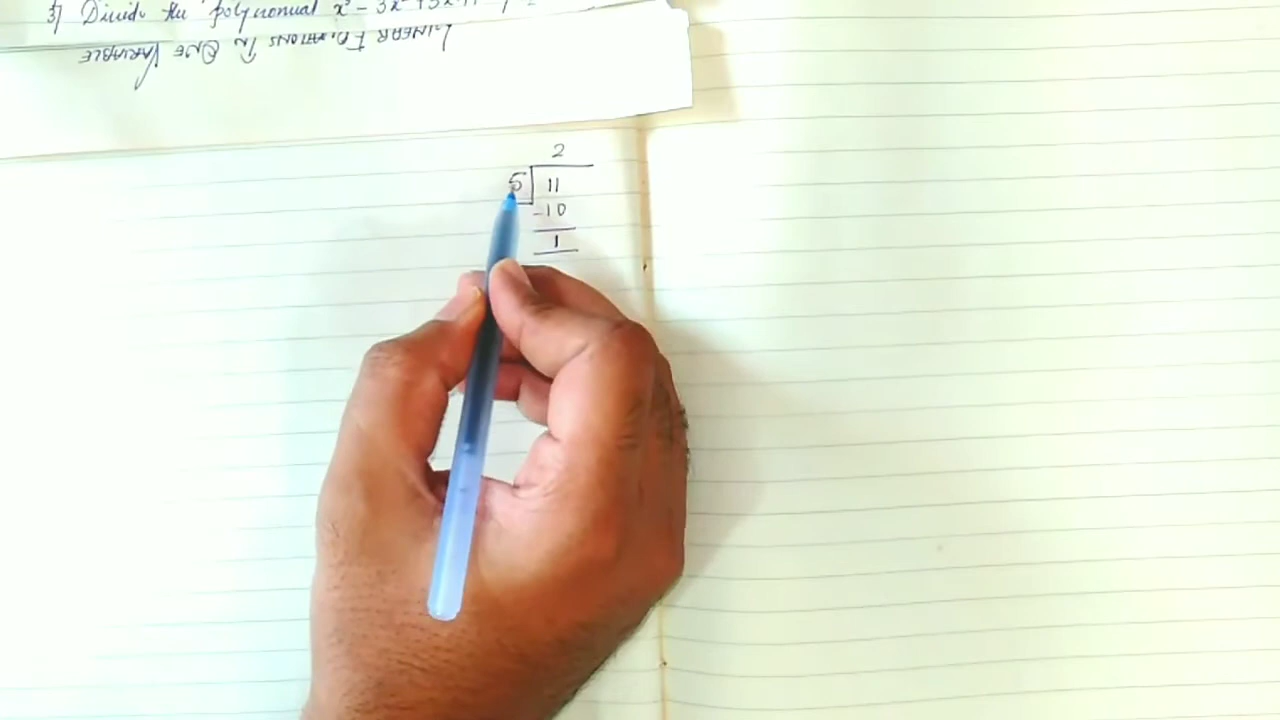 3) Divide the polynomial x³ - 3x²
LINEAR EQUATIONS IN ONE VARIABLE
2
5 11
-10
1